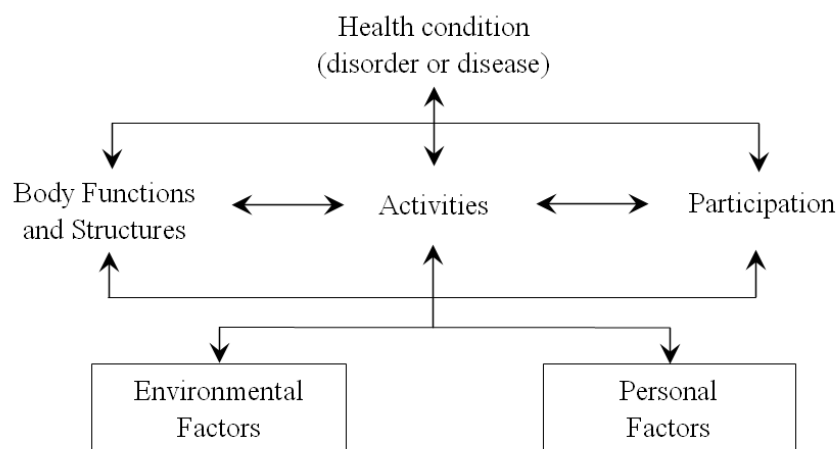 Health condition
(disorder or disease)
Body Functions
and Structures
Activities
Participation
Environmental
Factors
Personal
Factors